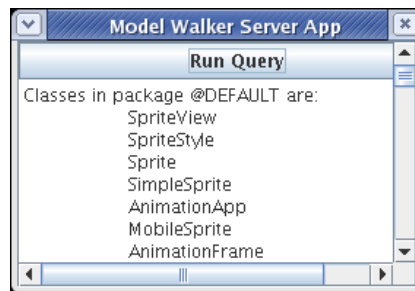 Model Walker Server App
Run Query
Classes in package @DEFAULT are:
SpriteView
SpriteStyle
Sprite
SimpleSprite
AnimationApp
MobileSprite
AnimationFrame